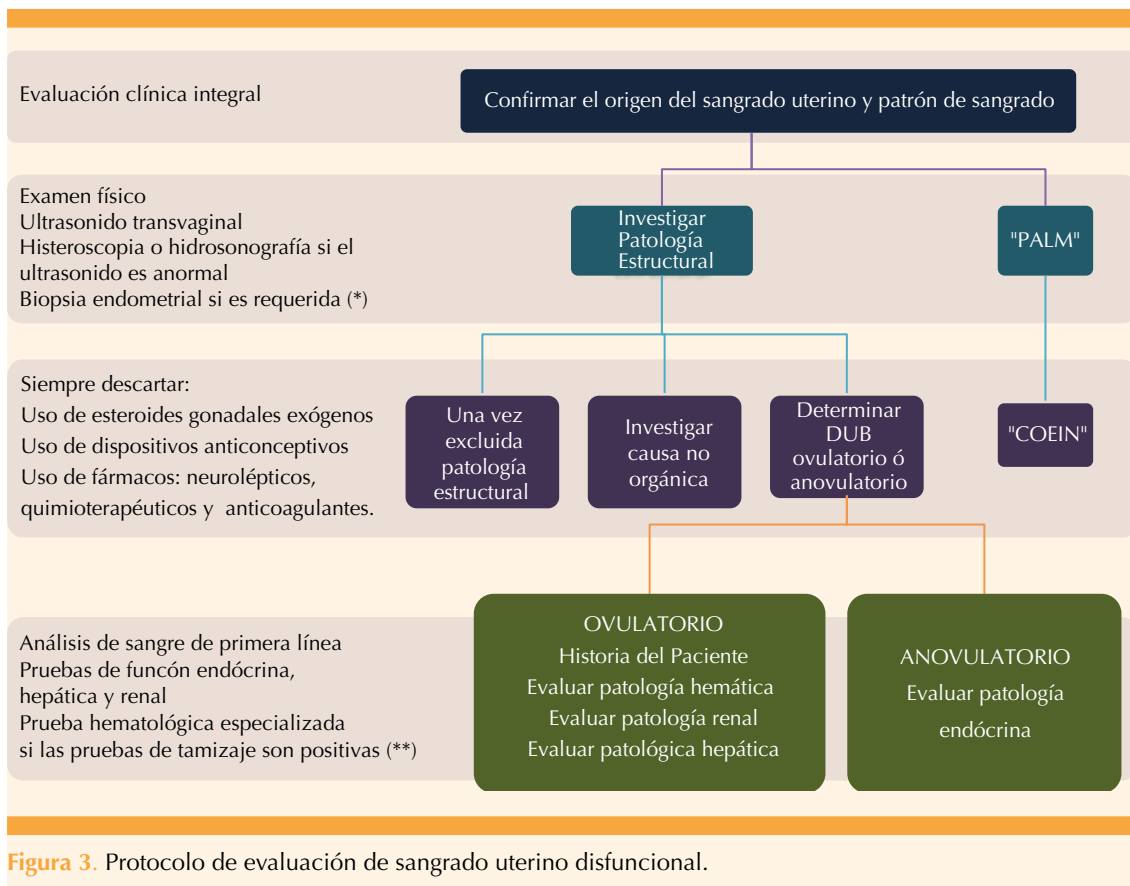 Evaluación clínica integral
Confirmar el origen del sangrado uterino y patrón de sangrado
Examen físico
Ultrasonido transvaginal
Histeroscopia o hidrosonografía si el
ultrasonido es anormal
Biopsia endometrial si es requerida (*)
Investigar
Patología
Estructural
"PALM"
Siempre descartar:
Uso de esteroides gonadales exógenos
Uso de dispositivos anticonceptivos
Uso de fármacos: neurolépticos,
quimioterapéuticos y anticoagulantes.
Una vez
excluida
patología
estructural
Investigar
causa no
orgánica
Determinar
DUB
ovulatorio ó
anovulatorio
"COEIN"
Análisis de sangre de primera línea
Pruebas de funcón endócrina,
hepática y renal
Prueba hematológica especializada
si las pruebas de tamizaje son positivas (**)
OVULATORIO
Historia del Paciente
Evaluar patología hemática
Evaluar patología renal
Evaluar patológica hepática
ANOVULATORIO
Evaluar patología
endócrina
Figura 3. Protocolo de evaluación de sangrado uterino disfuncional.